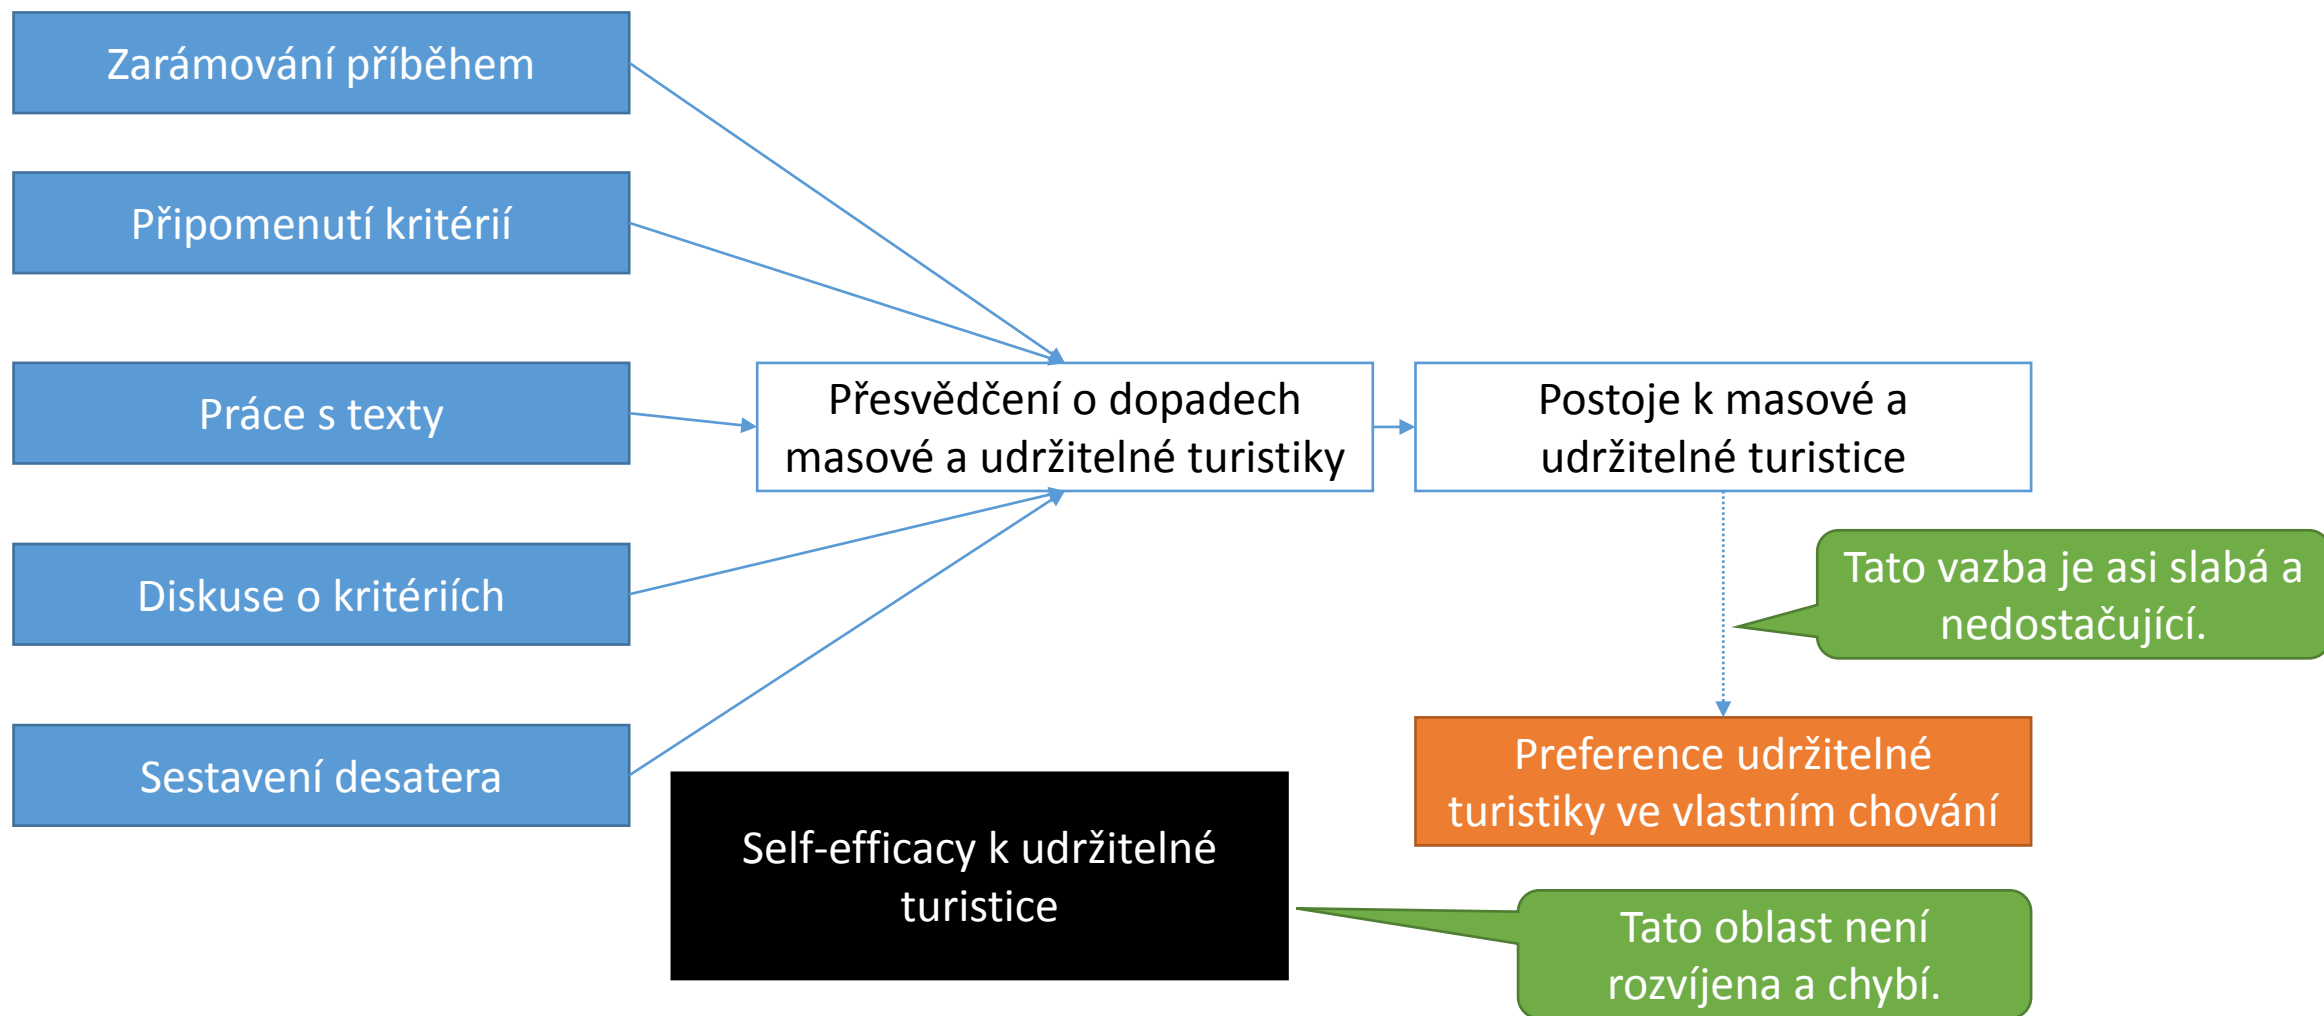 Zarámování příběhem
Připomenutí kritérií
Práce s texty
Diskuse o kritériích
Sestavení desatera
Přesvědčení o dopadech
masové a udržitelné turistiky
Postoje k masové a
udržitelné turistice
Tato vazba je asi slabá a
nedostačující.
Preference udržitelné
turistiky ve vlastním chování
Self-efficacy k udržitelné
turistice
Tato oblast není
rozvíjena a chybí.